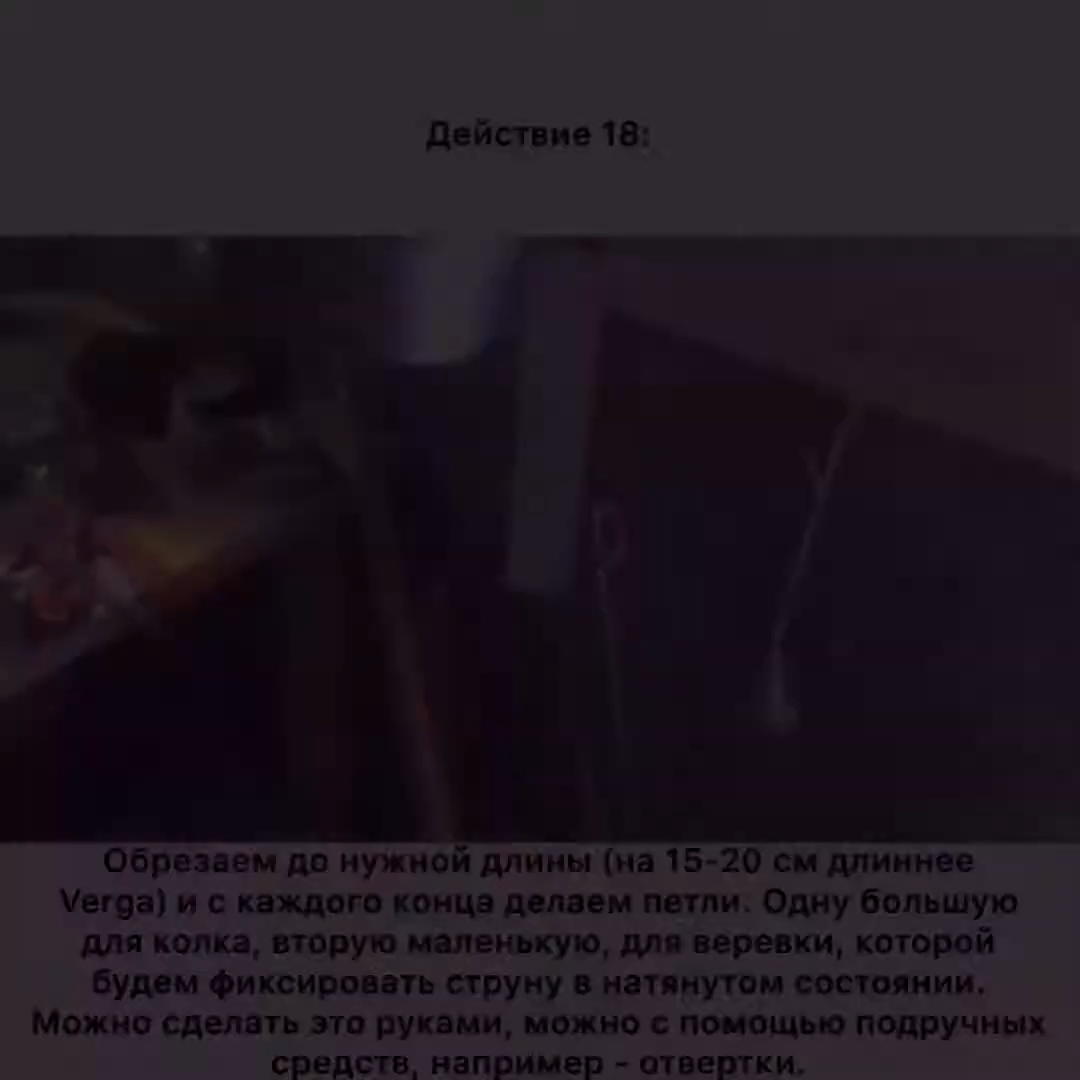 Действие 18:
Обрезаем до нужной длины (на 15-20 см длиннее
Verga) и с каждого конца делаем петли. Одну большую
для колка, вторую маленькую, для веревки, которой
будем фиксировать струну в натянутом состоянии.
Можно сделать это руками, можно с помощью подручных
средств, например - отвертки.